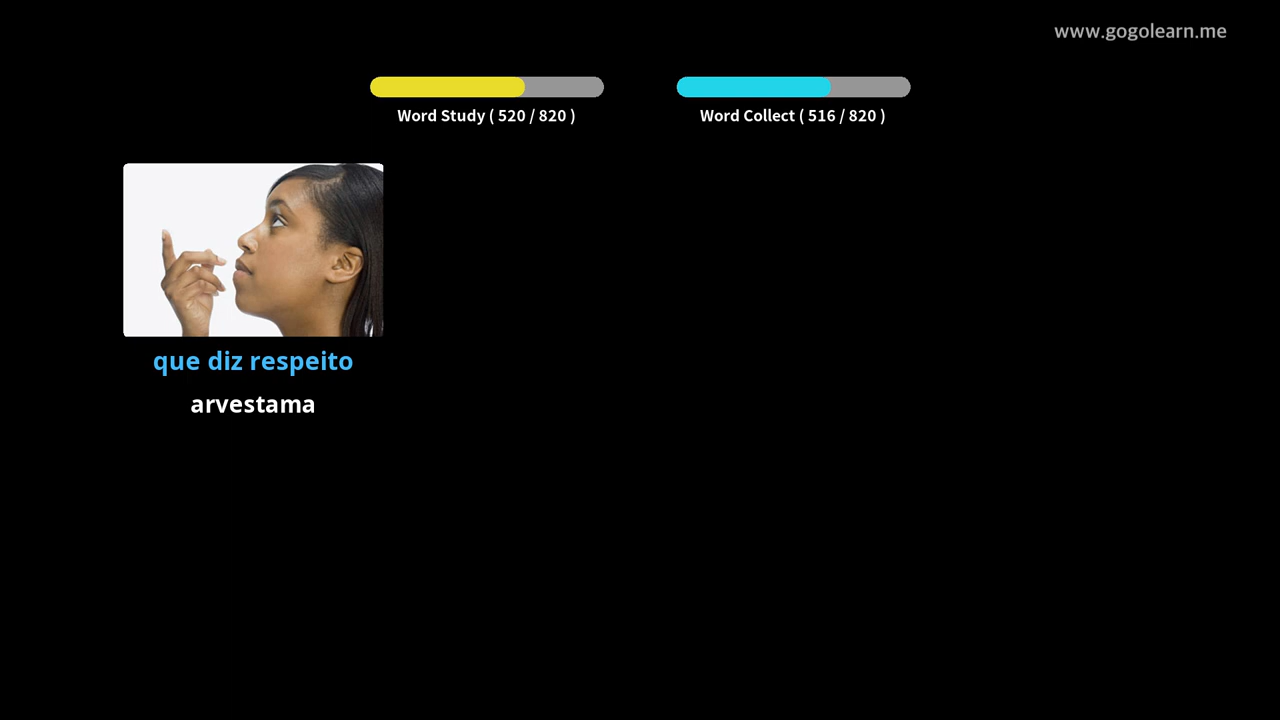 www.gogolearn.me
Word Study ( 520 / 820 )
Word Collect ( 516 / 820 )
que diz respeito
arvestama